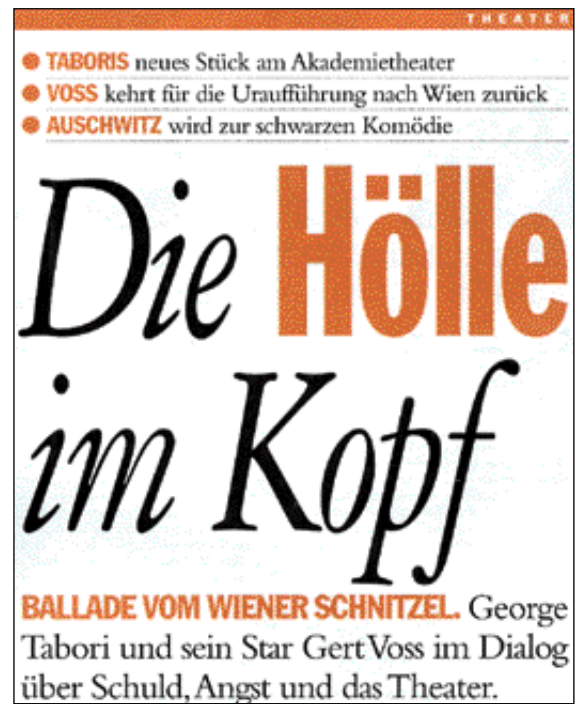 THEATER
TABORIS neues Stück am Akademietheater
VOSS kehrt für die Uraufführung nach Wien zurück
AUSCHWITZ wird zur schwarzen Komödie
Die Hölle
im Kopf
BALLADE VOM WIENER SCHNITZEL. George
Tabori und sein Star Gert Voss im Dialog
über Schuld, Angst und das Theater.